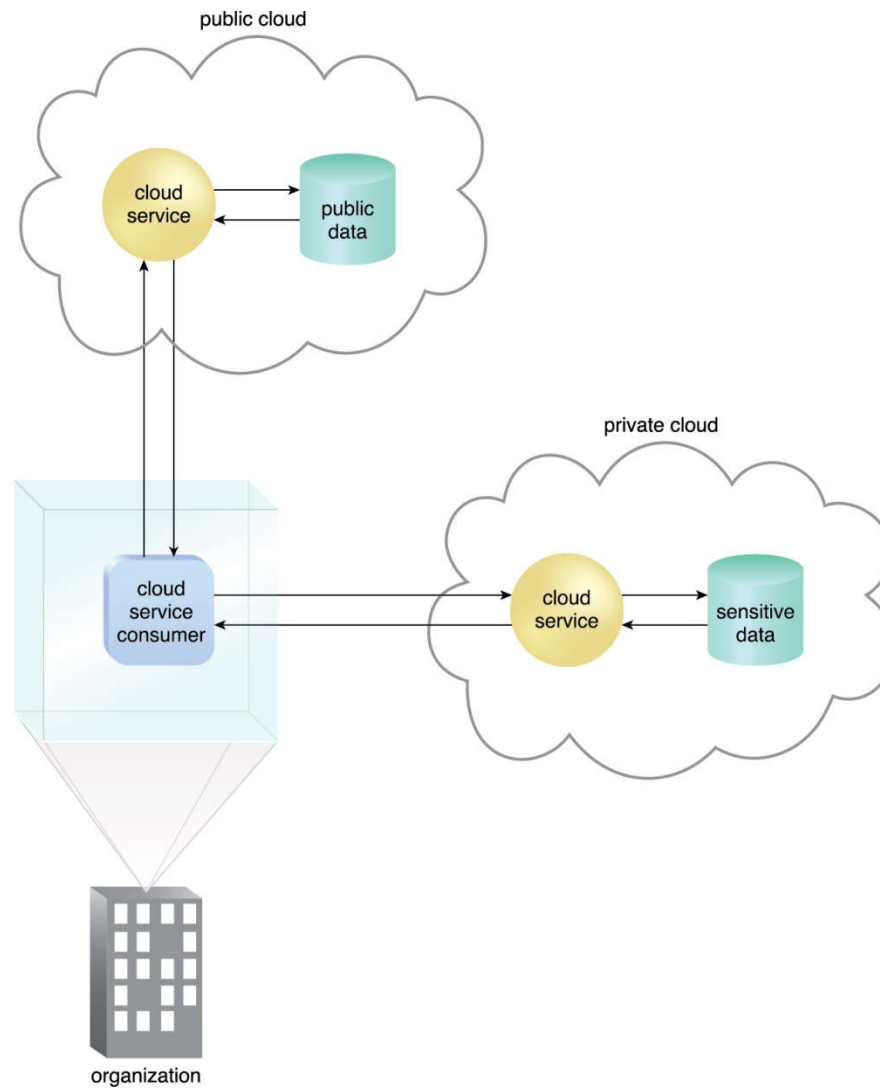 public cloud
cloud
service
public
data
private cloud
cloud
service
consumer
cloud
service
sensitive
data
organization